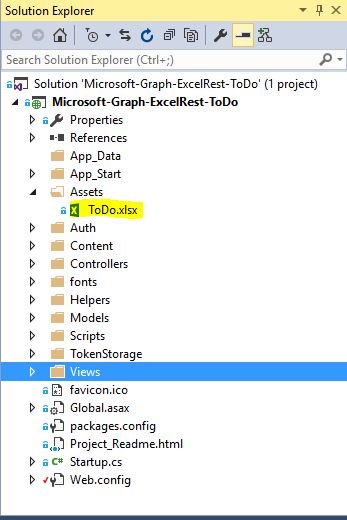 Solution Explorer
Search Solution Explorer (Ctrl+;)
Solution 'Microsoft-Graph-ExcelRest-ToDo' (1 project)
Microsoft-Graph-ExcelRest-ToDo
Properties
References
App_Data
App_Start
Assets
ToDo.xlsx
Auth
Content
Controllers
fonts
Helpers
Models
Scripts
TokenStorage
Views
favicon.ico
Global.asax
packages.config
Project_Readme.html
C# Startup.cs
Web.config